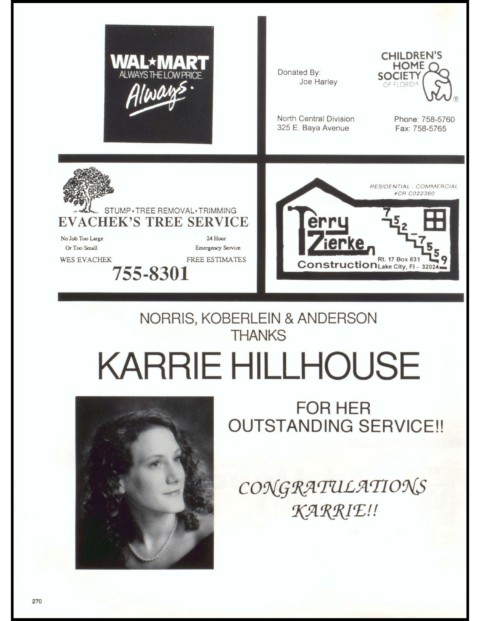 WAL★MART
ALWAYS THE LOW PRICE.
Always.
Donated By:
Joe Harley
CHILDREN'S
HOME
SOCIETY
OF FLORIDA
®
North Central Division
325 E. Baya Avenue
Phone: 758-5760
Fax: 758-5765
STUMP•TREE REMOVAL•TRIMMING
EVACHEK'S TREE SERVICE
No Job Too Large
Or Too Small
24 Hour
Emergency Service
WES EVACHEK
FREE ESTIMATES
755-8301
RESIDENTIAL - COMMERCIAL
#CR C022360
Terry
Zierken
Construction
752-7559
Rt. 17 Box 631
Lake City, Fl - 32024
NORRIS, KOBERLEIN & ANDERSON
THANKS
KARRIE HILLHOUSE
FOR HER
OUTSTANDING SERVICE!!
CONGRATULATIONS
KARRIE!!
270